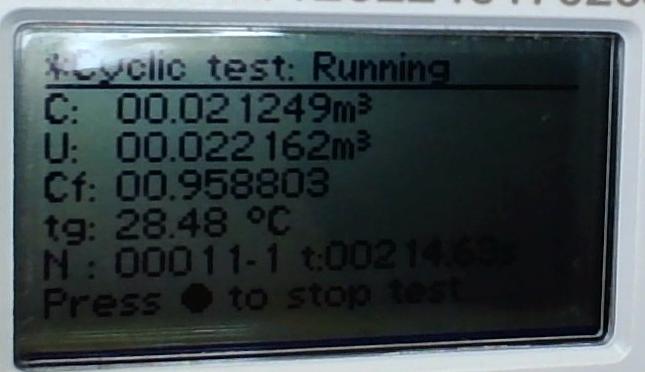 *Cyclic test: Running
C: 00.021249m³
U: 00.022162m³
Cf: 00.958803
tg: 28.48 °C
N : 00011-1 t:00214.63s
Press ● to stop test